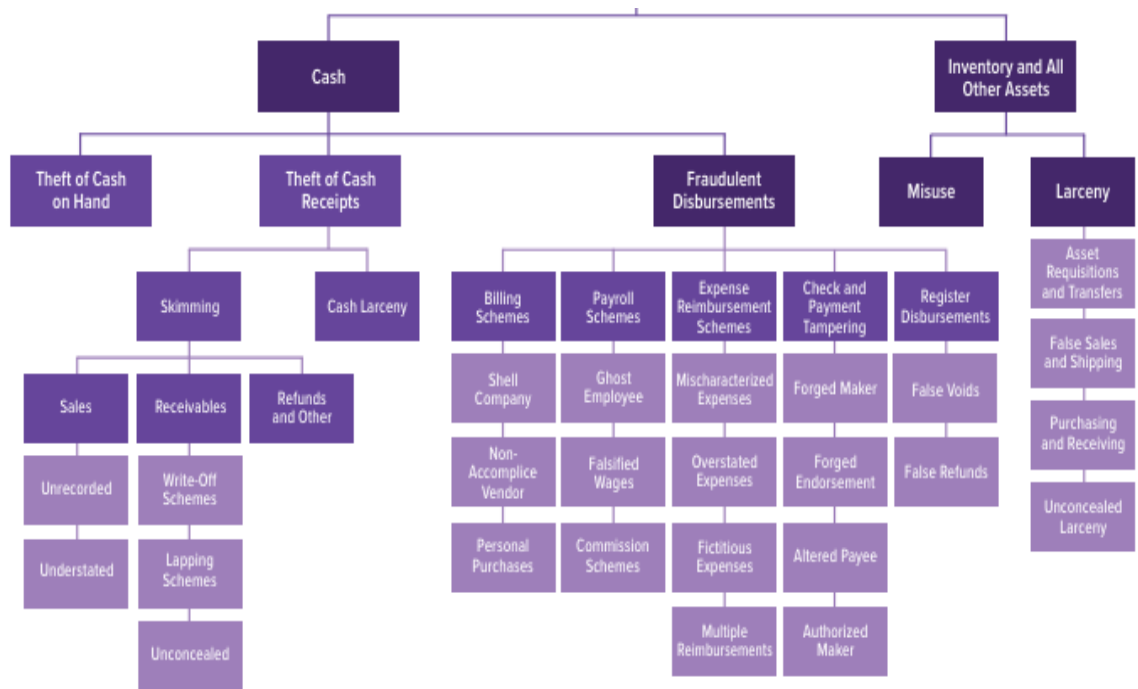 Cash
Inventory and All
Other Assets
Theft of Cash
on Hand
Theft of Cash
Receipts
Fraudulent
Disbursements
Misuse
Larceny
Skimming
Cash Larceny
Billing
Schemes
Payroll
Schemes
Expense
Reimbursement
Schemes
Check and
Payment
Tampering
Register
Disbursements
Asset
Requisitions
and Transfers
False Sales
and Shipping
Purchasing
and Receiving
Unconcealed
Larceny
Sales
Receivables
Refunds
and Other
Unrecorded
Understated
Write-Off
Schemes
Lapping
Schemes
Unconcealed
Shell
Company
Non-
Accomplice
Vendor
Personal
Purchases
Ghost
Employee
Falsified
Wages
Commission
Schemes
Mischaracterized
Expenses
Overstated
Expenses
Fictitious
Expenses
Multiple
Reimbursements
Forged Maker
Forged
Endorsement
Altered Payee
Authorized
Maker
False Voids
False Refunds